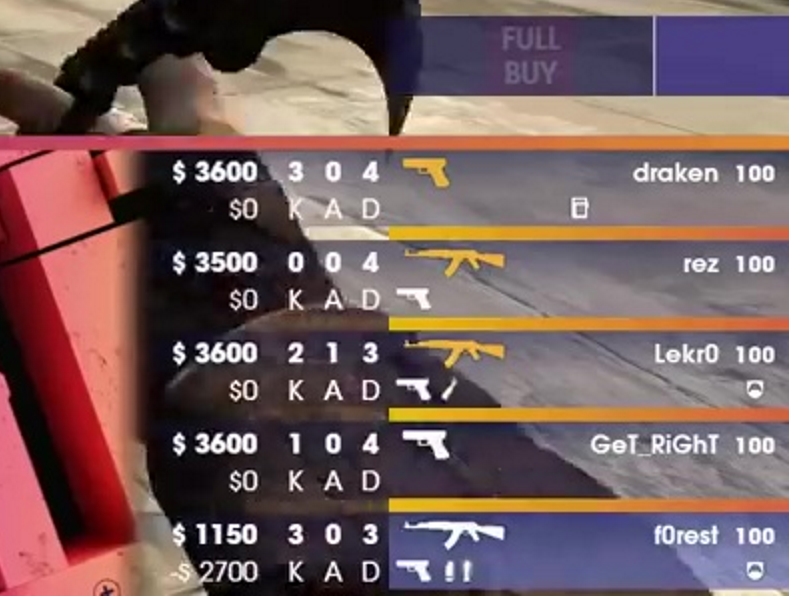 FULL
BUY
$ 3600 3 0 4 draken 100
$0 K A D
$ 3500 0 0 4 rez 100
$0 K A D
$ 3600 2 1 3 Lekr0 100
$0 K A D
$ 3600 1 0 4 GeT_RiGhT 100
$0 K A D
$ 1150 3 0 3 f0rest 100
-$ 2700 K A D